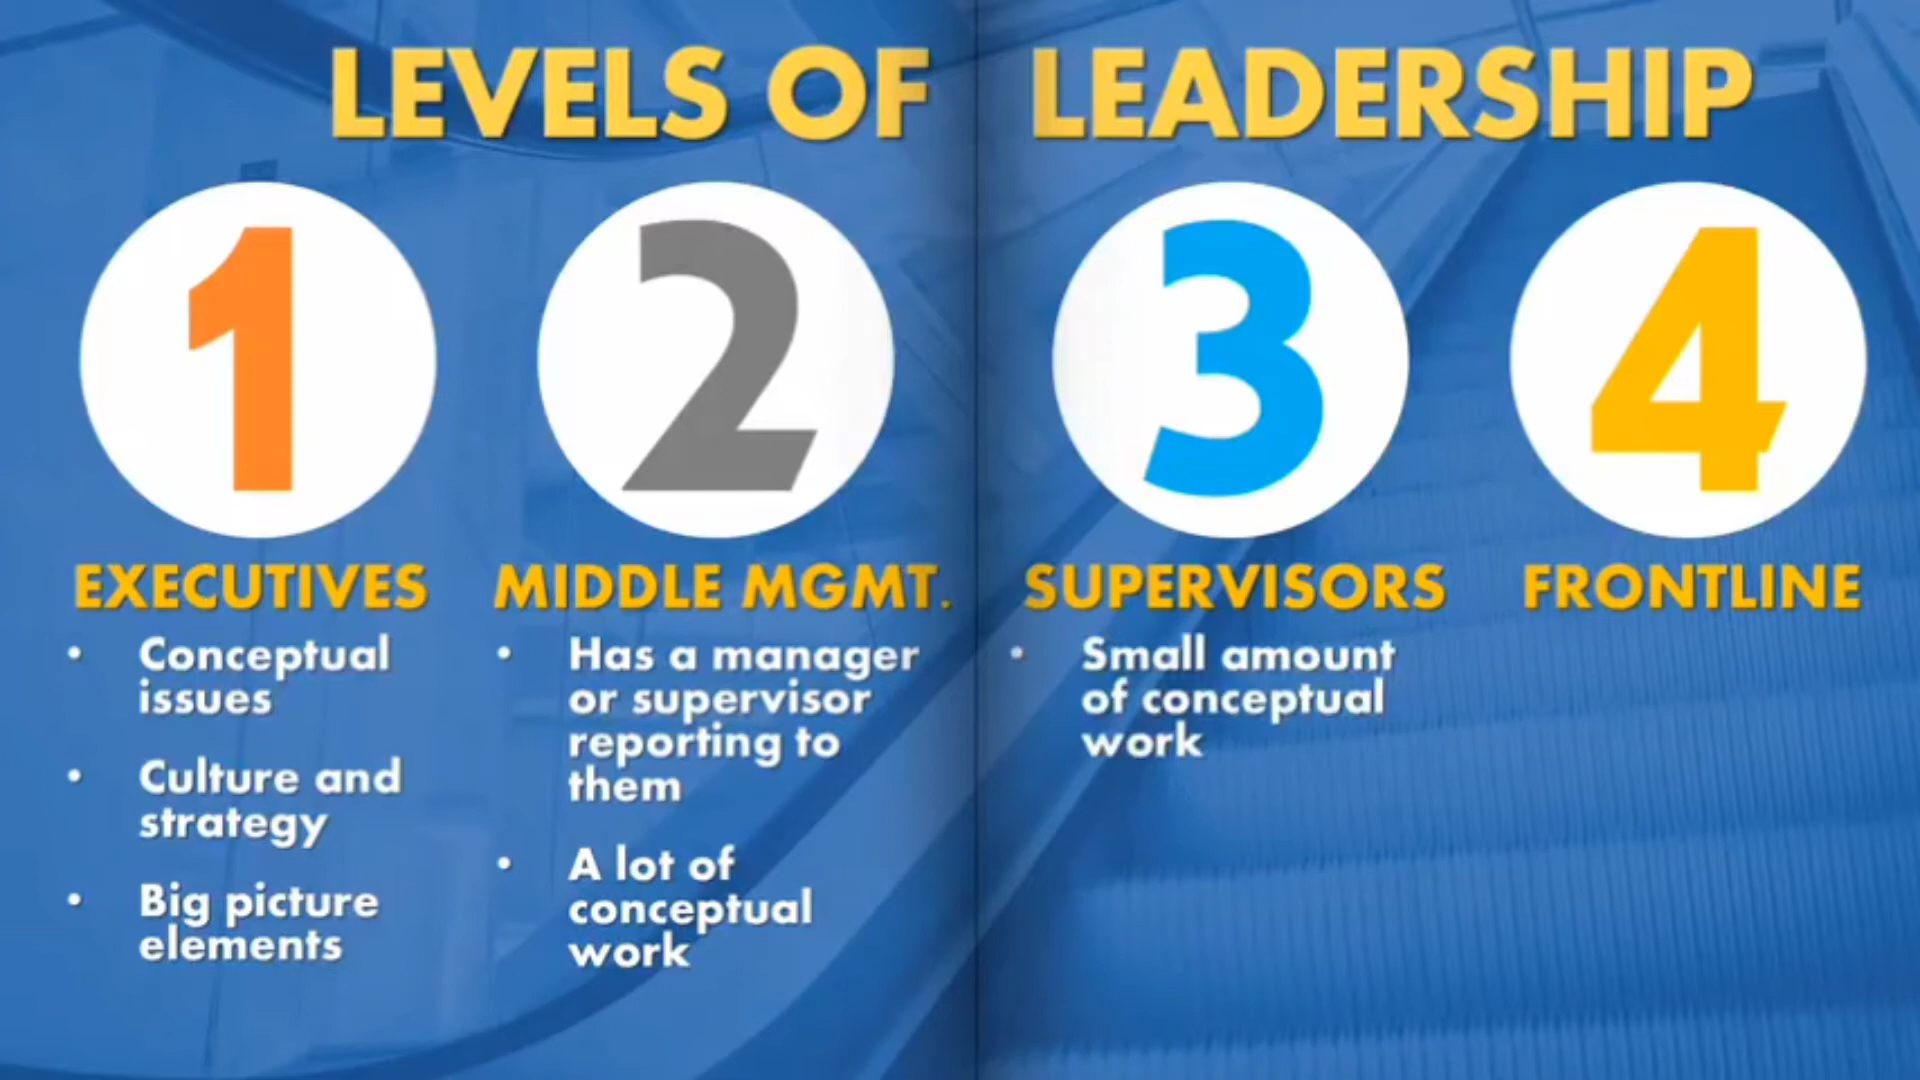 LEVELS OF LEADERSHIP
1
2
3
4
EXECUTIVES
• Conceptual
issues
• Culture and
strategy
• Big picture
elements
MIDDLE MGMT.
• Has a manager
or supervisor
reporting to
them
• A lot of
conceptual
work
SUPERVISORS
• Small amount
of conceptual
work
FRONTLINE